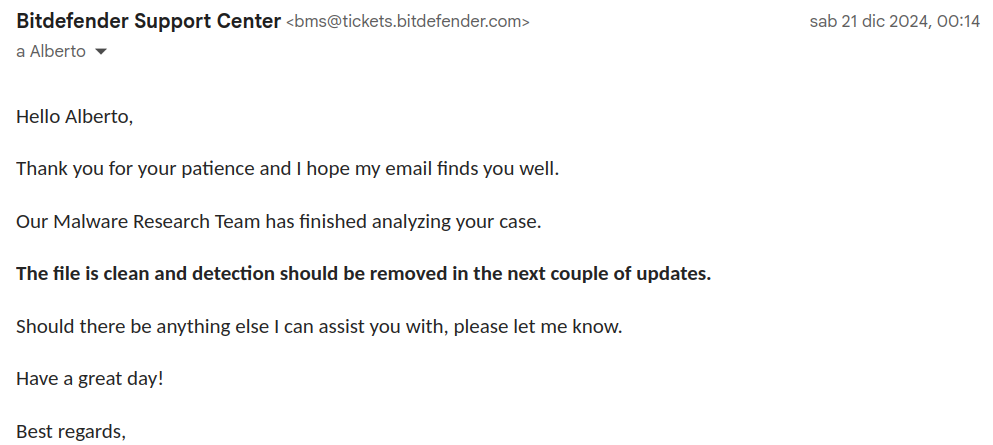 Bitdefender Support Center <bms@tickets.bitdefender.com> sab 21 dic 2024, 00:14
a Alberto
Hello Alberto,
Thank you for your patience and I hope my email finds you well.
Our Malware Research Team has finished analyzing your case.
The file is clean and detection should be removed in the next couple of updates.
Should there be anything else I can assist you with, please let me know.
Have a great day!
Best regards,